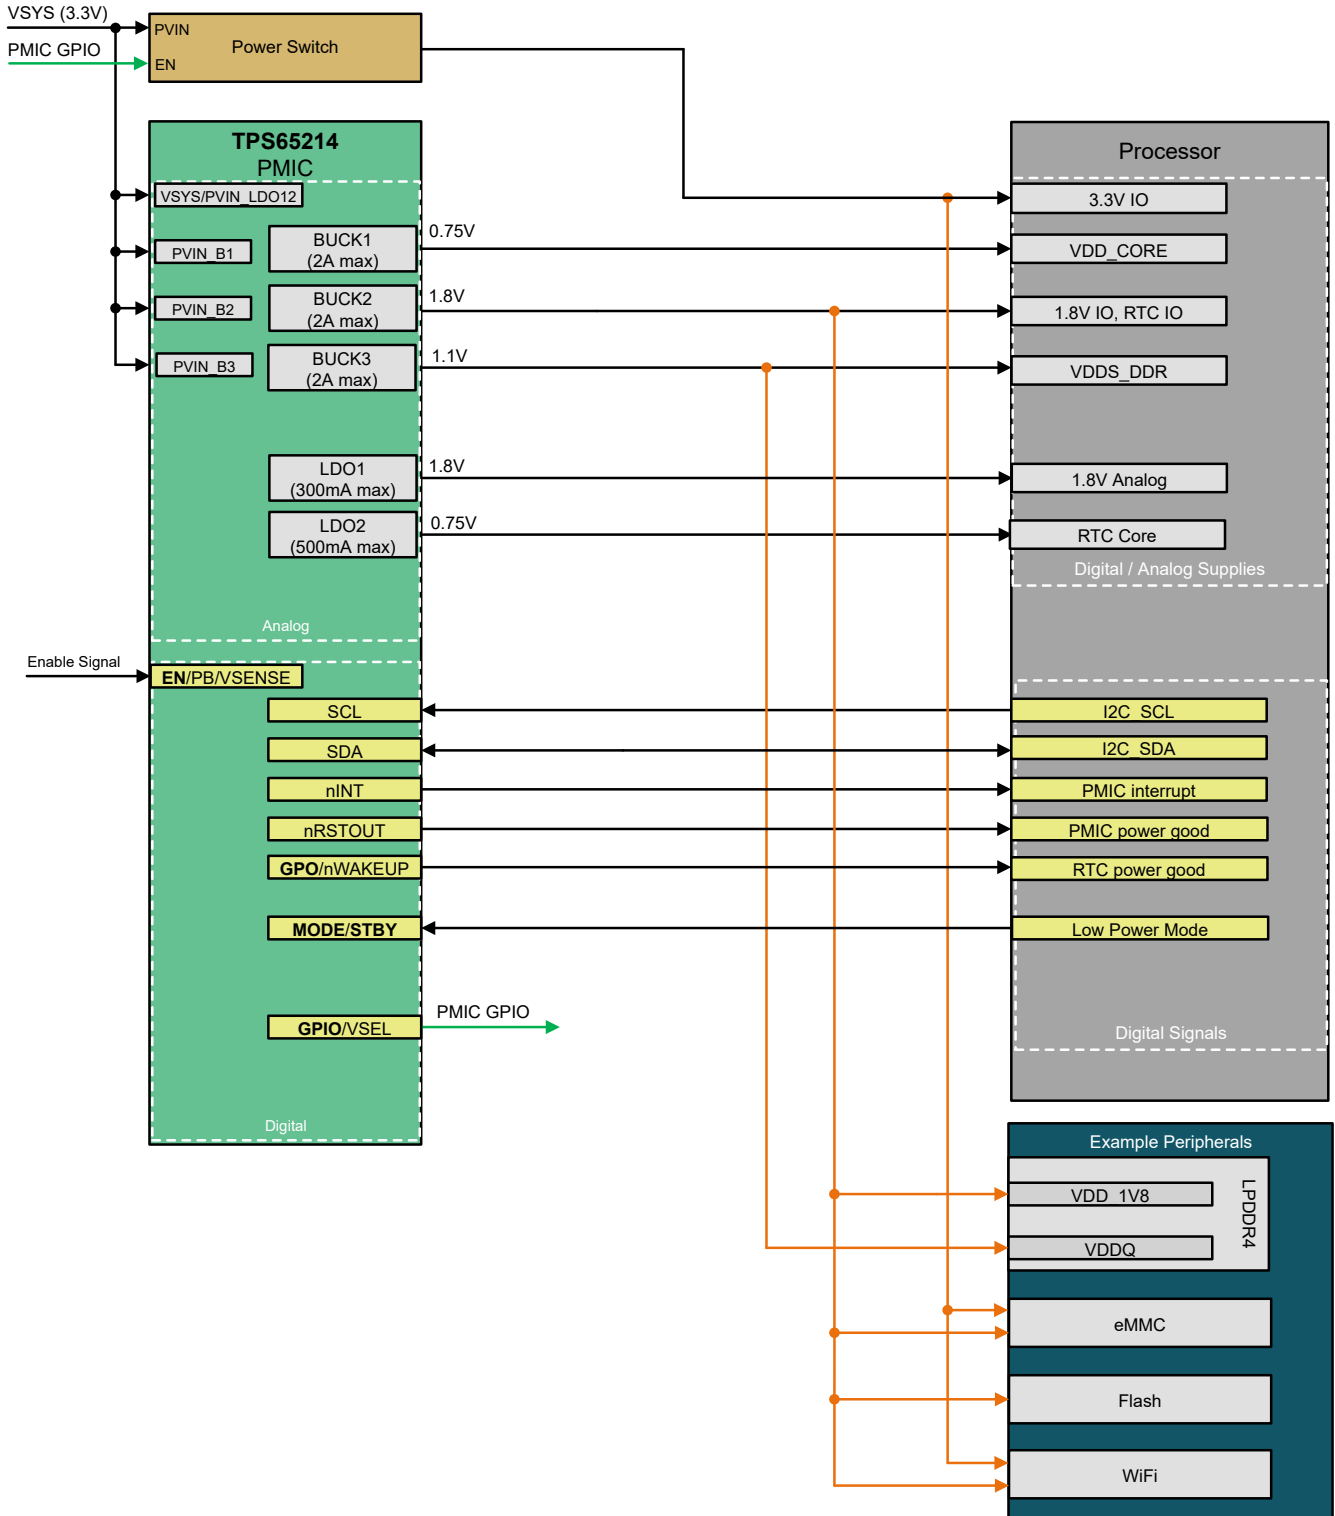 VSYS (3.3V)
PMIC GPIO
PVIN
EN
Power Switch
TPS65214
PMIC
VSYS/PVIN_LDO12
PVIN_B1
PVIN_B2
PVIN_B3
BUCK1
(2A max)
0.75V
BUCK2
(2A max)
1.8V
BUCK3
(2A max)
1.1V
LDO1
(300mA max)
1.8V
LDO2
(500mA max)
0.75V
Analog
Processor
3.3V IO
VDD_CORE
1.8V IO, RTC IO
VDDS_DDR
1.8V Analog
RTC Core
Digital / Analog Supplies
Enable Signal
EN/PB/VSENSE
SCL
SDA
nINT
nRSTOUT
GPO/nWAKEUP
MODE/STBY
GPIO/VSEL
PMIC GPIO
Digital
I2C_SCL
I2C_SDA
PMIC interrupt
PMIC power good
RTC power good
Low Power Mode
Digital Signals
Example Peripherals
VDD_1V8
VDDQ
LPDDR4
eMMC
Flash
WiFi